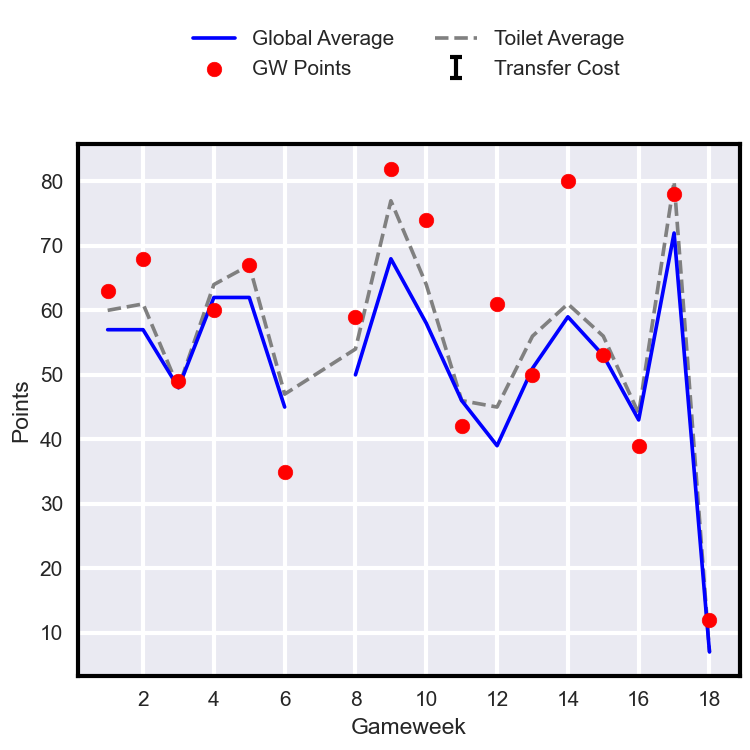 Global Average
Toilet Average
GW Points
Transfer Cost
80
70
60
50
40
30
20
10
Points
2 4 6 8 10 12 14 16 18
Gameweek